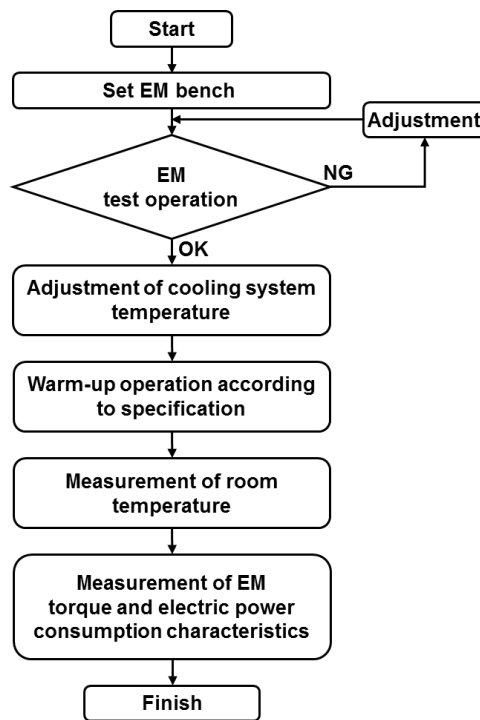 Start
Set EM bench
Adjustment
EM
test operation
NG
OK
Adjustment of cooling system
temperature
Warm-up operation according
to specification
Measurement of room
temperature
Measurement of EM
torque and electric power
consumption characteristics
Finish